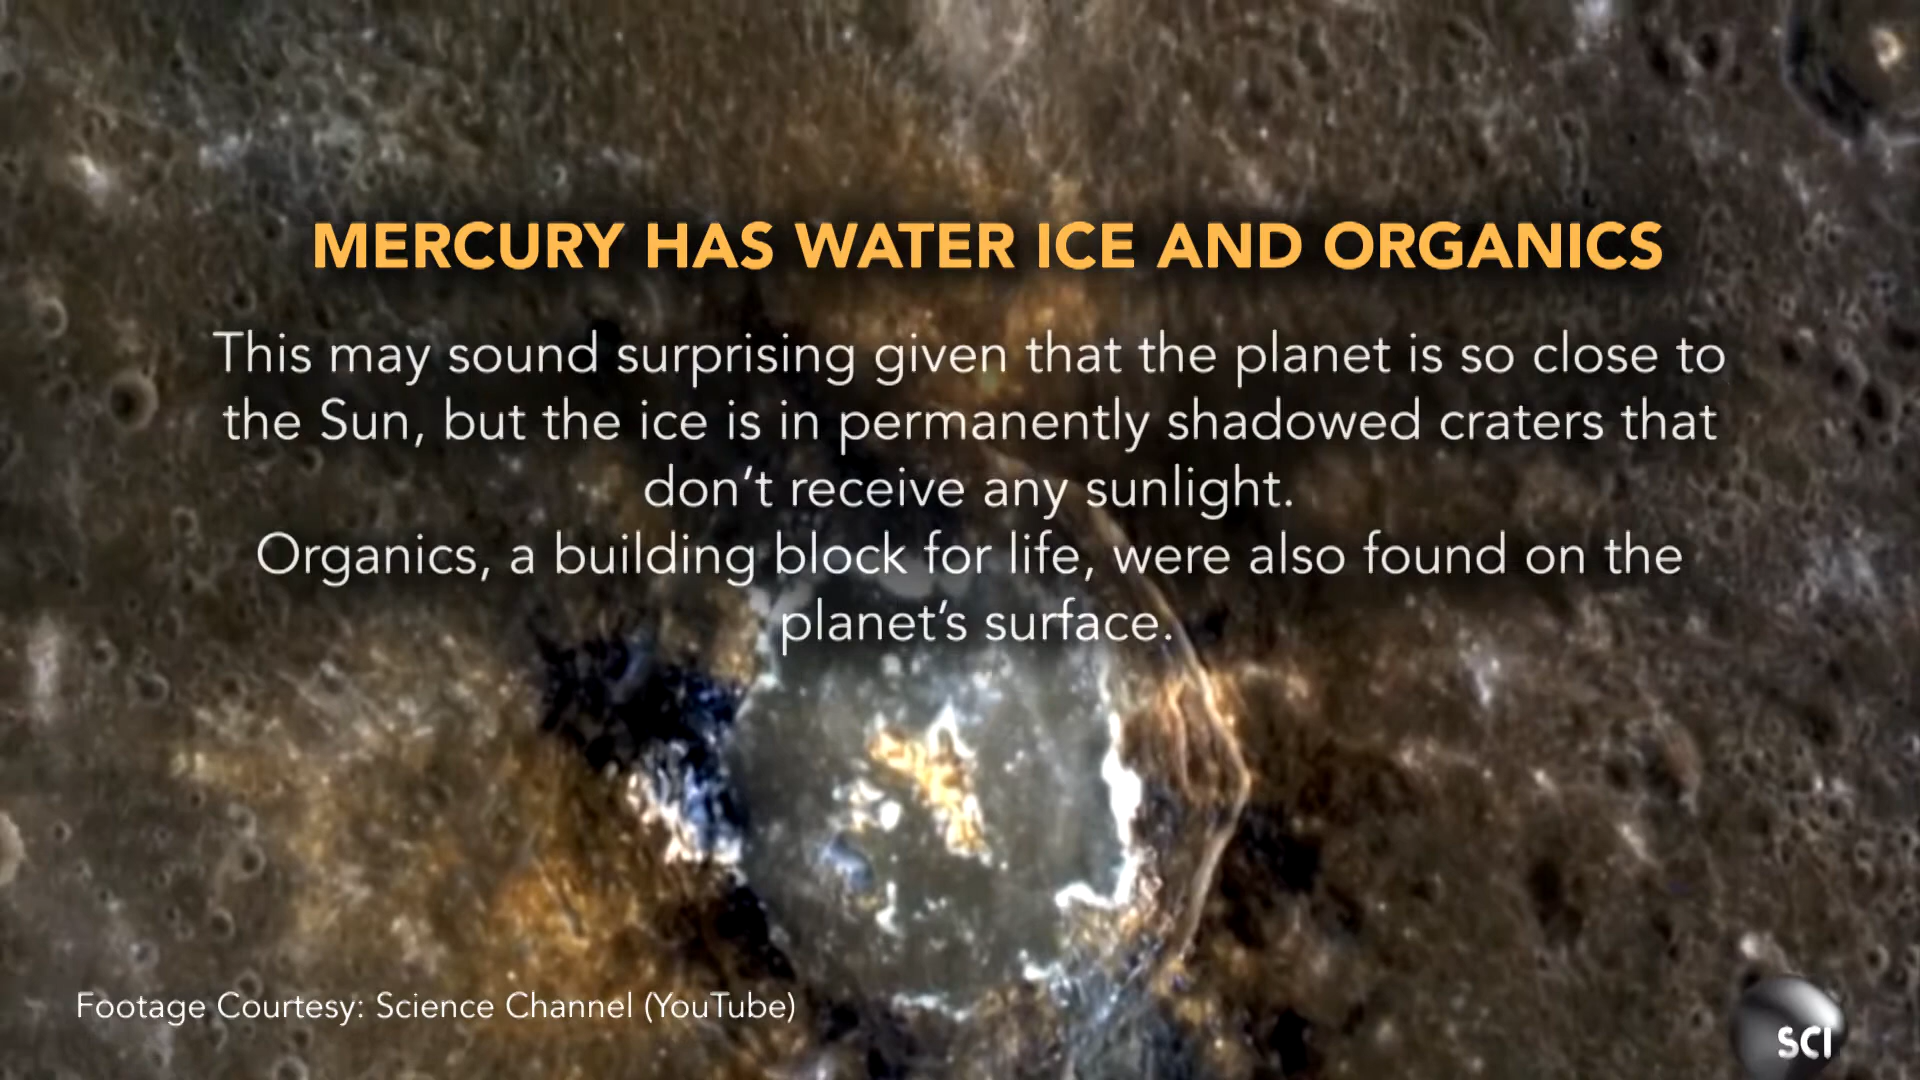 MERCURY HAS WATER ICE AND ORGANICS
This may sound surprising given that the planet is so close to
the Sun, but the ice is in permanently shadowed craters that
don’t receive any sunlight.
Organics, a building block for life, were also found on the
planet’s surface.
Footage Courtesy: Science Channel (YouTube)
SCI